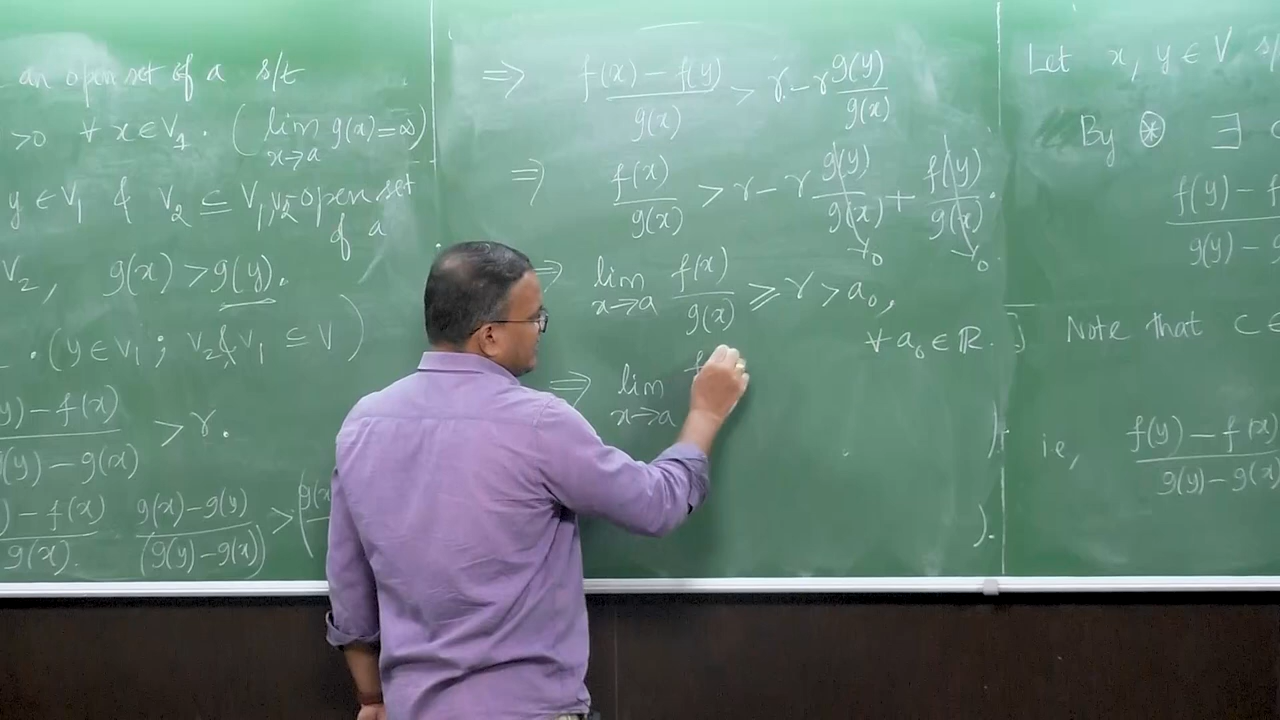 an open set of a s/t
>0 ∀ x ∈ V₁. (lim x→a g(x) = ∞)
y ∈ V₁ & V₂ ⊆ V₁, V₂ open set
of a
V₂, g(x) > g(y).
. (y ∈ V₁ ; V₂ & V₁ ⊆ V)
y) − f(x) / (y) − g(x) > r.
) − f(x) / g(x). g(x) − g(y) / (g(y) − g(x)) > (g(x
⇒ f(x) − f(y) / g(x) > r − r g(y) / g(x)
⇒ f(x) / g(x) > r − r g(y) / g(x) → 0 + f(y) / g(x) → 0.
⇒ lim x→a f(x) / g(x) ⩾ r > a₀,
∀ a₀ ∈ ℝ.
⇒ lim x→a f
).
Let x, y ∈ V
By ⊛ ∃
f(y) − f / g(y) − g
Note that c ∈
ie, f(y) − f(x) / g(y) − g(x)